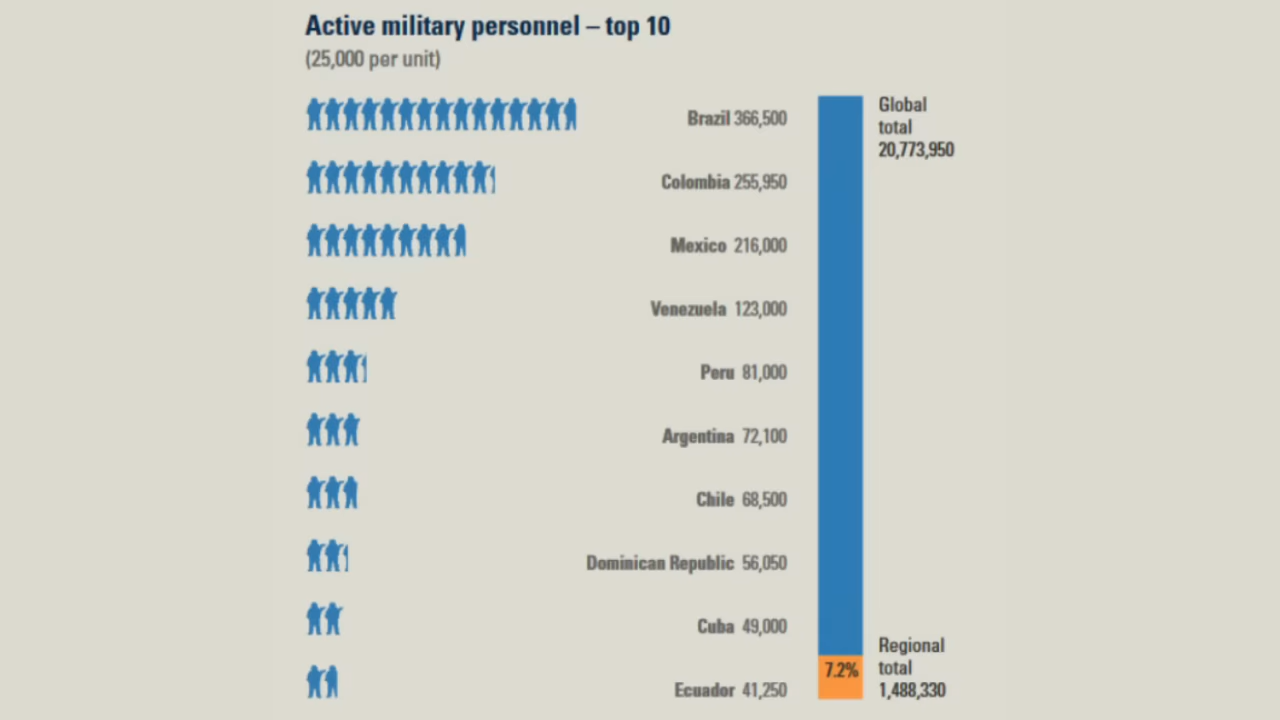 Active military personnel – top 10
(25,000 per unit)
Brazil 366,500
Colombia 255,950
Mexico 216,000
Venezuela 123,000
Peru 81,000
Argentina 72,100
Chile 68,500
Dominican Republic 56,050
Cuba 49,000
Ecuador 41,250
Global
total
20,773,950
7.2%
Regional
total
1,488,330